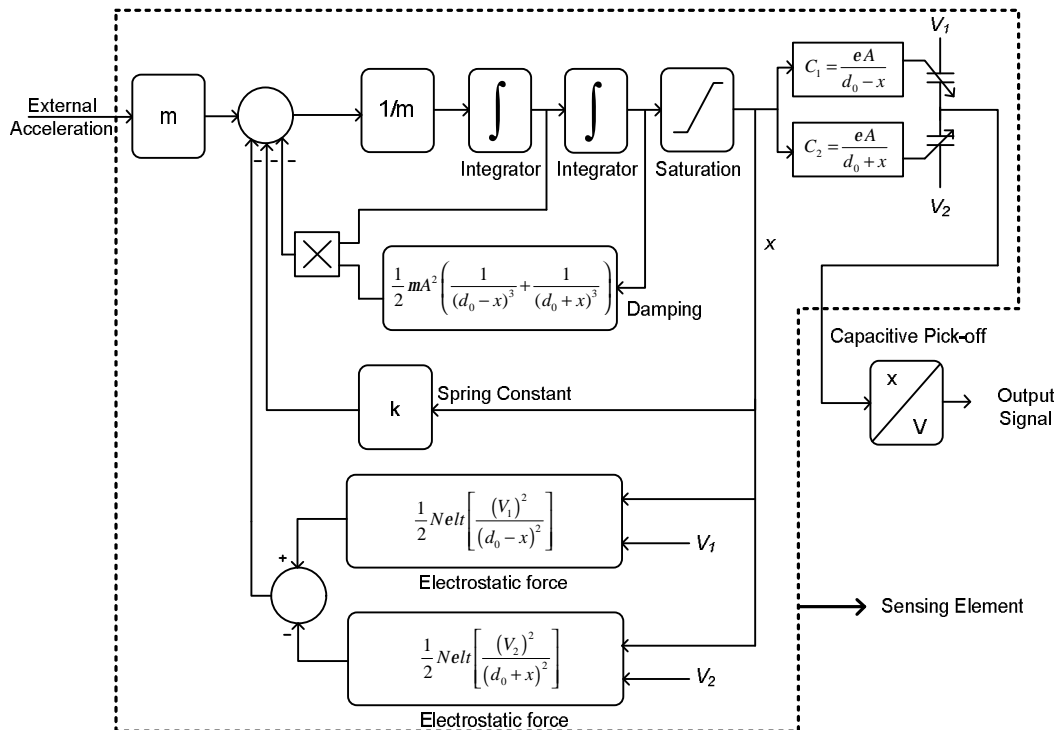 External
Acceleration
m
1/m
∫
Integrator
∫
Integrator
Saturation
C₁ = eA / (d₀ − x)
C₂ = eA / (d₀ + x)
V₁
V₂
x
− − −
1/2 mA² ( 1/(d₀ − x)³ + 1/(d₀ + x)³ )
Damping
k
Spring Constant
Capacitive Pick-off
x
V
Output
Signal
1/2 Nelt [ (V₁)² / (d₀ − x)² ]
V₁
Electrostatic force
+
−
1/2 Nelt [ (V₂)² / (d₀ + x)² ]
V₂
Electrostatic force
Sensing Element